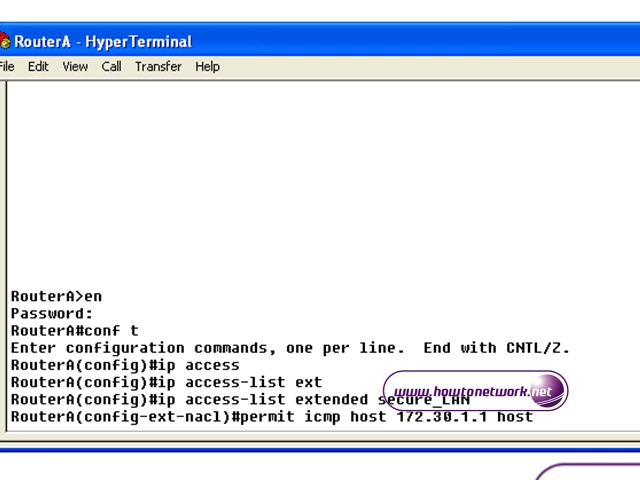 RouterA - HyperTerminal
File Edit View Call Transfer Help
RouterA>en
Password:
RouterA#conf t
Enter configuration commands, one per line.  End with CNTL/Z.
RouterA(config)#ip access
RouterA(config)#ip access-list ext
www.howtonetwork.net
RouterA(config)#ip access-list extended secure_LAN
RouterA(config-ext-nacl)#permit icmp host 172.30.1.1 host